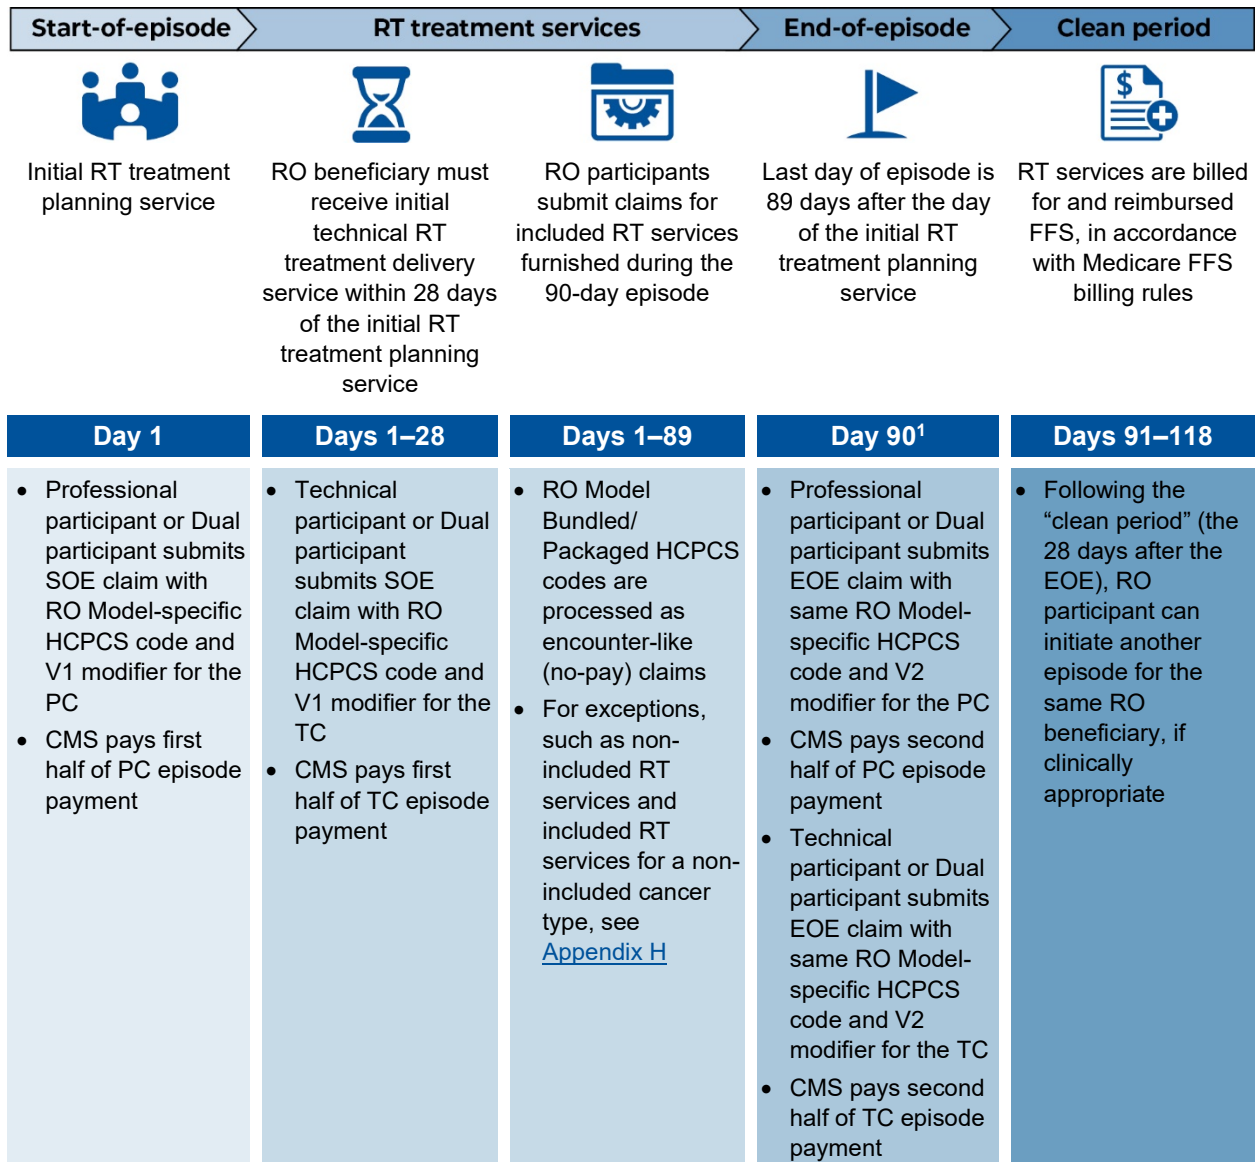 Start-of-episode
RT treatment services
End-of-episode
Clean period
$
Initial RT treatment
planning service
RO beneficiary must
receive initial
technical RT
treatment delivery
service within 28 days
of the initial RT
treatment planning
service
RO participants
submit claims for
included RT services
furnished during the
90-day episode
Last day of episode is
89 days after the day
of the initial RT
treatment planning
service
RT services are billed
for and reimbursed
FFS, in accordance
with Medicare FFS
billing rules
Day 1
• Professional
participant or Dual
participant submits
SOE claim with
RO Model-specific
HCPCS code and
V1 modifier for the
PC
• CMS pays first
half of PC episode
payment
Days 1–28
• Technical
participant or Dual
participant
submits SOE
claim with RO
Model-specific
HCPCS code and
V1 modifier for the
TC
• CMS pays first
half of TC episode
payment
Days 1–89
• RO Model
Bundled/
Packaged HCPCS
codes are
processed as
encounter-like
(no-pay) claims
• For exceptions,
such as non-
included RT
services and
included RT
services for a non-
included cancer
type, see
Appendix H
Day 90¹
• Professional
participant or Dual
participant submits
EOE claim with
same RO Model-
specific HCPCS
code and V2
modifier for the PC
• CMS pays second
half of PC episode
payment
• Technical
participant or Dual
participant submits
EOE claim with
same RO Model-
specific HCPCS
code and V2
modifier for the TC
• CMS pays second
half of TC episode
payment
Days 91–118
• Following the
“clean period” (the
28 days after the
EOE), RO
participant can
initiate another
episode for the
same RO
beneficiary, if
clinically
appropriate